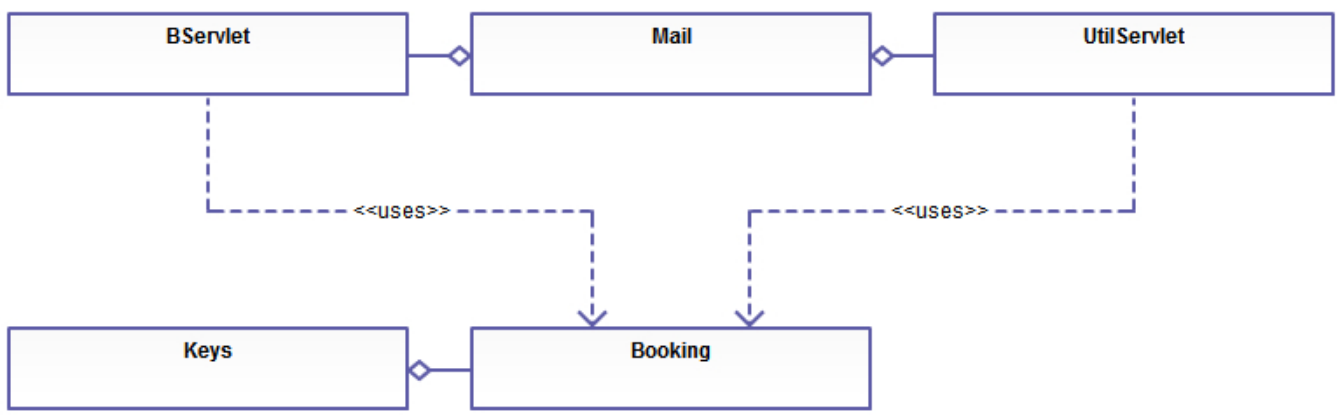 BServlet
Mail
UtilServlet
<<uses>>
<<uses>>
Keys
Booking